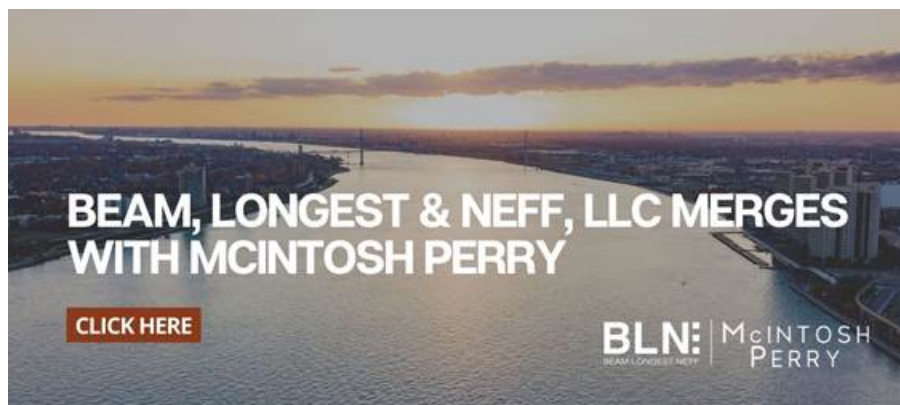 BEAM, LONGEST & NEFF, LLC MERGES
WITH MCINTOSH PERRY
CLICK HERE
BLN
BEAM LONGEST NEFF
McINTOSH
PERRY